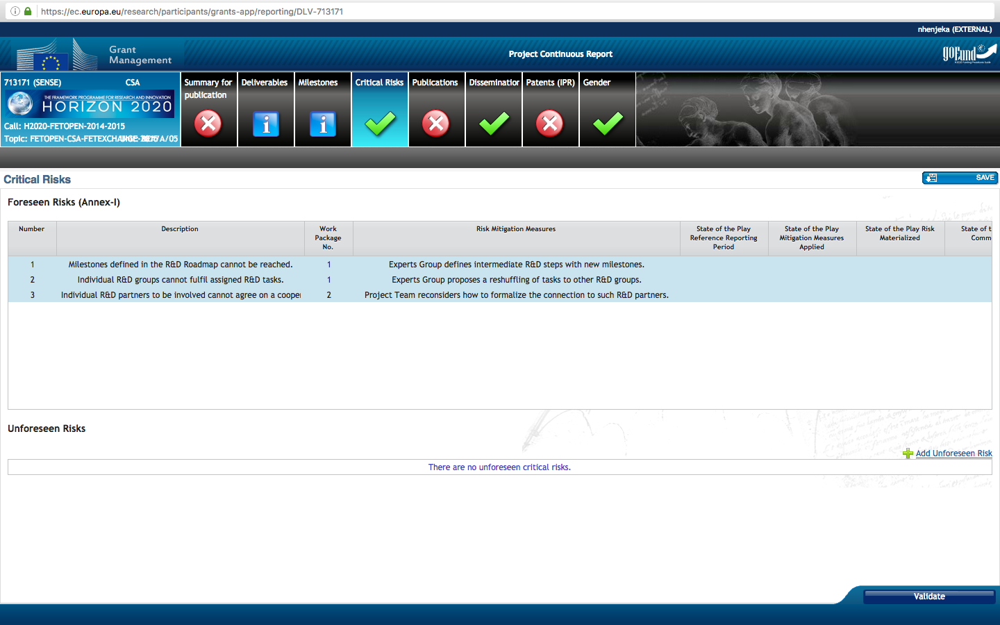 https://ec.europa.eu/research/participants/grants-app/reporting/DLV-713171
nhenjeka (EXTERNAL)
Grant
Management
Project Continuous Report
goFund
713171 (SENSE) CSA
THE FRAMEWORK PROGRAMME FOR RESEARCH AND INNOVATION
HORIZON 2020
Call: H2020-FETOPEN-2014-2015
Topic: FETOPEN-CSA-FETEXCHANGE- A/05
Summary for
publication
Deliverables
Milestones
Critical Risks
Publications
Disseminatior
Patents (IPR)
Gender
Critical Risks
SAVE
Foreseen Risks (Annex-I)
Number Description Work Package No. Risk Mitigation Measures State of the Play Reference Reporting Period State of the Play Mitigation Measures Applied State of the Play Risk Materialized State of t Comm
1 Milestones defined in the R&D Roadmap cannot be reached. 1 Experts Group defines intermediate R&D steps with new milestones.
2 Individual R&D groups cannot fulfil assigned R&D tasks. 1 Experts Group proposes a reshuffling of tasks to other R&D groups.
3 Individual R&D partners to be involved cannot agree on a cooper 2 Project Team reconsiders how to formalize the connection to such R&D partners.
Unforeseen Risks
Add Unforeseen Risk
There are no unforeseen critical risks.
Validate